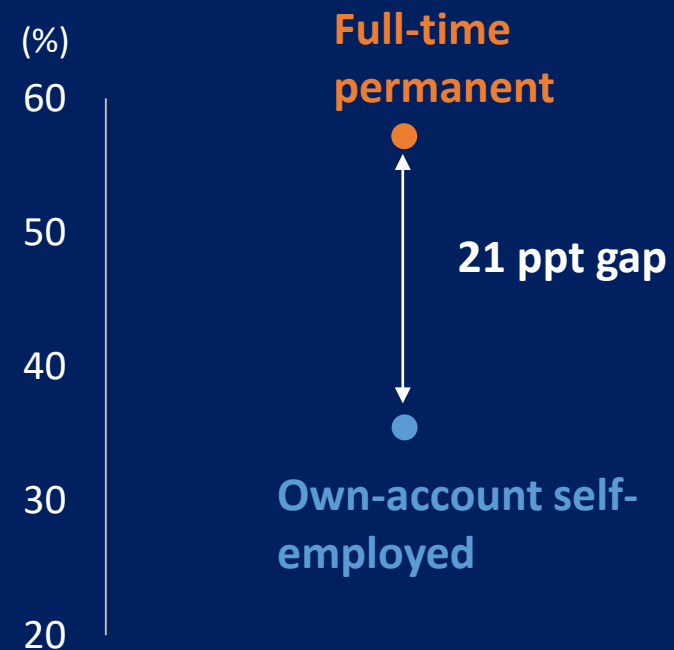 (%)
Full-time
permanent
60
50
21 ppt gap
40
30
Own-account self-
employed
20